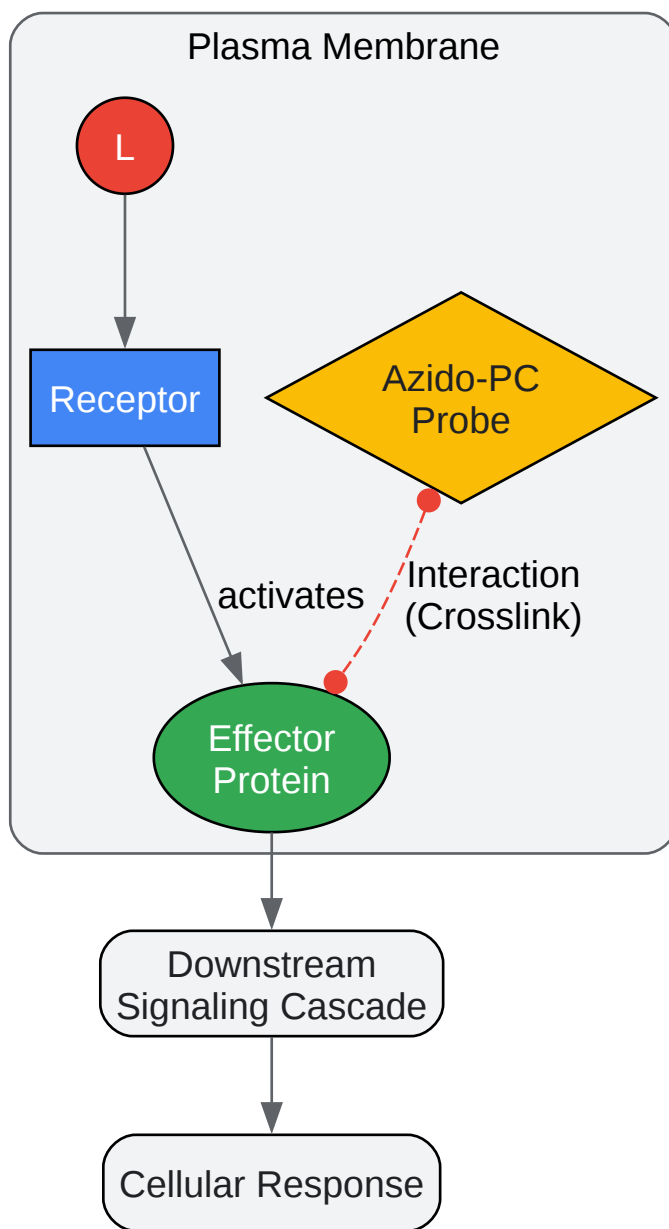 Plasma Membrane
L
Receptor
Azido-PC
Probe
activates
Interaction
(Crosslink)
Effector
Protein
Downstream
Signaling Cascade
Cellular Response